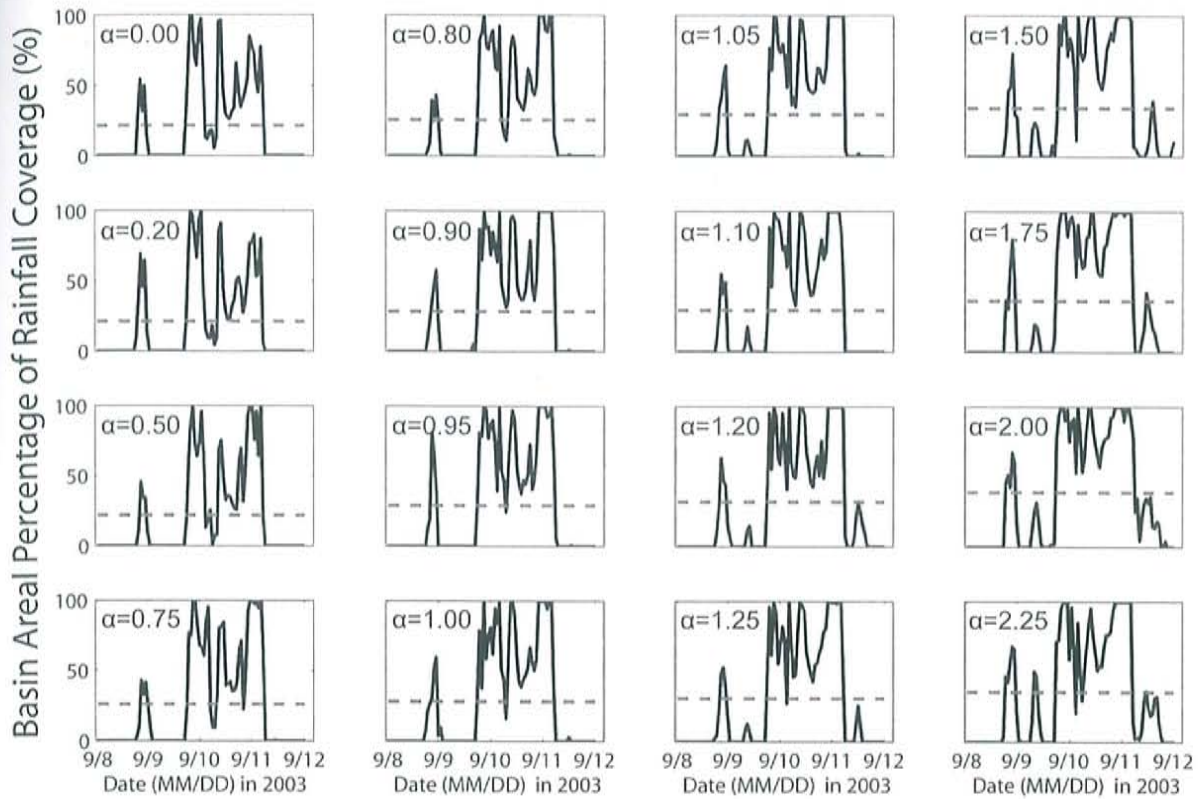 Basin Areal Percentage of Rainfall Coverage (%)
100
50
0
α=0.00
α=0.80
α=1.05
α=1.50
100
50
0
α=0.20
α=0.90
α=1.10
α=1.75
100
50
0
α=0.50
α=0.95
α=1.20
α=2.00
100
50
0
α=0.75
α=1.00
α=1.25
α=2.25
9/8 9/9 9/10 9/11 9/12
9/8 9/9 9/10 9/11 9/12
9/8 9/9 9/10 9/11 9/12
9/8 9/9 9/10 9/11 9/12
Date (MM/DD) in 2003
Date (MM/DD) in 2003
Date (MM/DD) in 2003
Date (MM/DD) in 2003